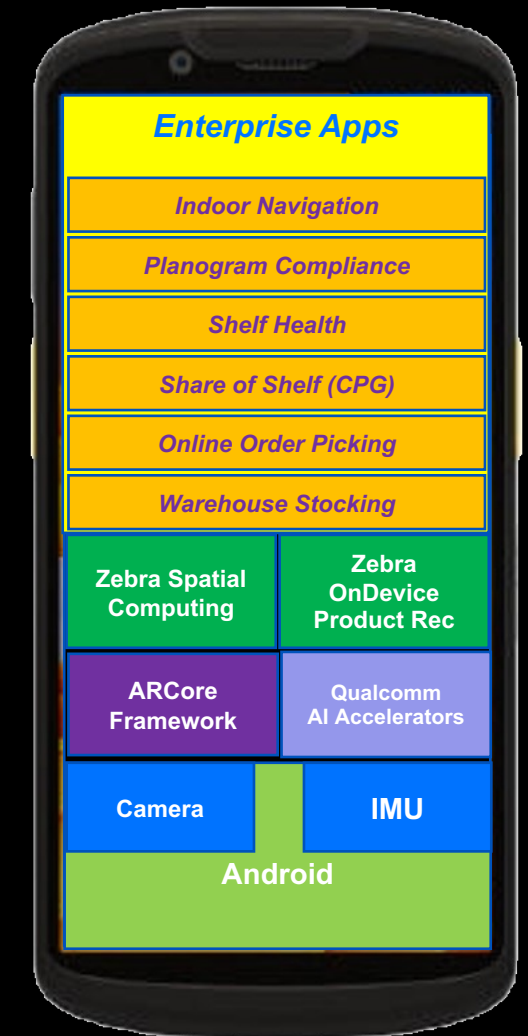 Enterprise Apps
Indoor Navigation
Planogram Compliance
Shelf Health
Share of Shelf (CPG)
Online Order Picking
Warehouse Stocking
Zebra Spatial
Computing
Zebra
OnDevice
Product Rec
ARCore
Framework
Qualcomm
AI Accelerators
Camera
IMU
Android